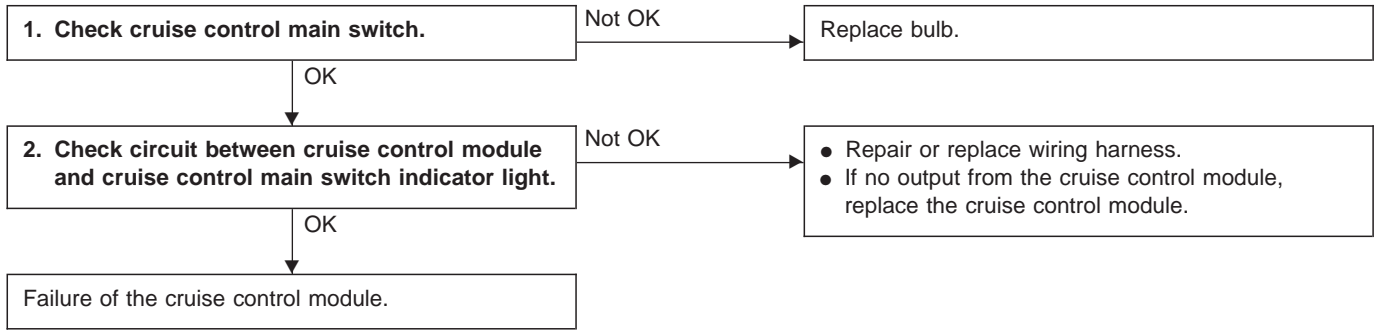 1. Check cruise control main switch.
Not OK
Replace bulb.
OK
2. Check circuit between cruise control module
and cruise control main switch indicator light.
Not OK
● Repair or replace wiring harness.
● If no output from the cruise control module,
replace the cruise control module.
OK
Failure of the cruise control module.